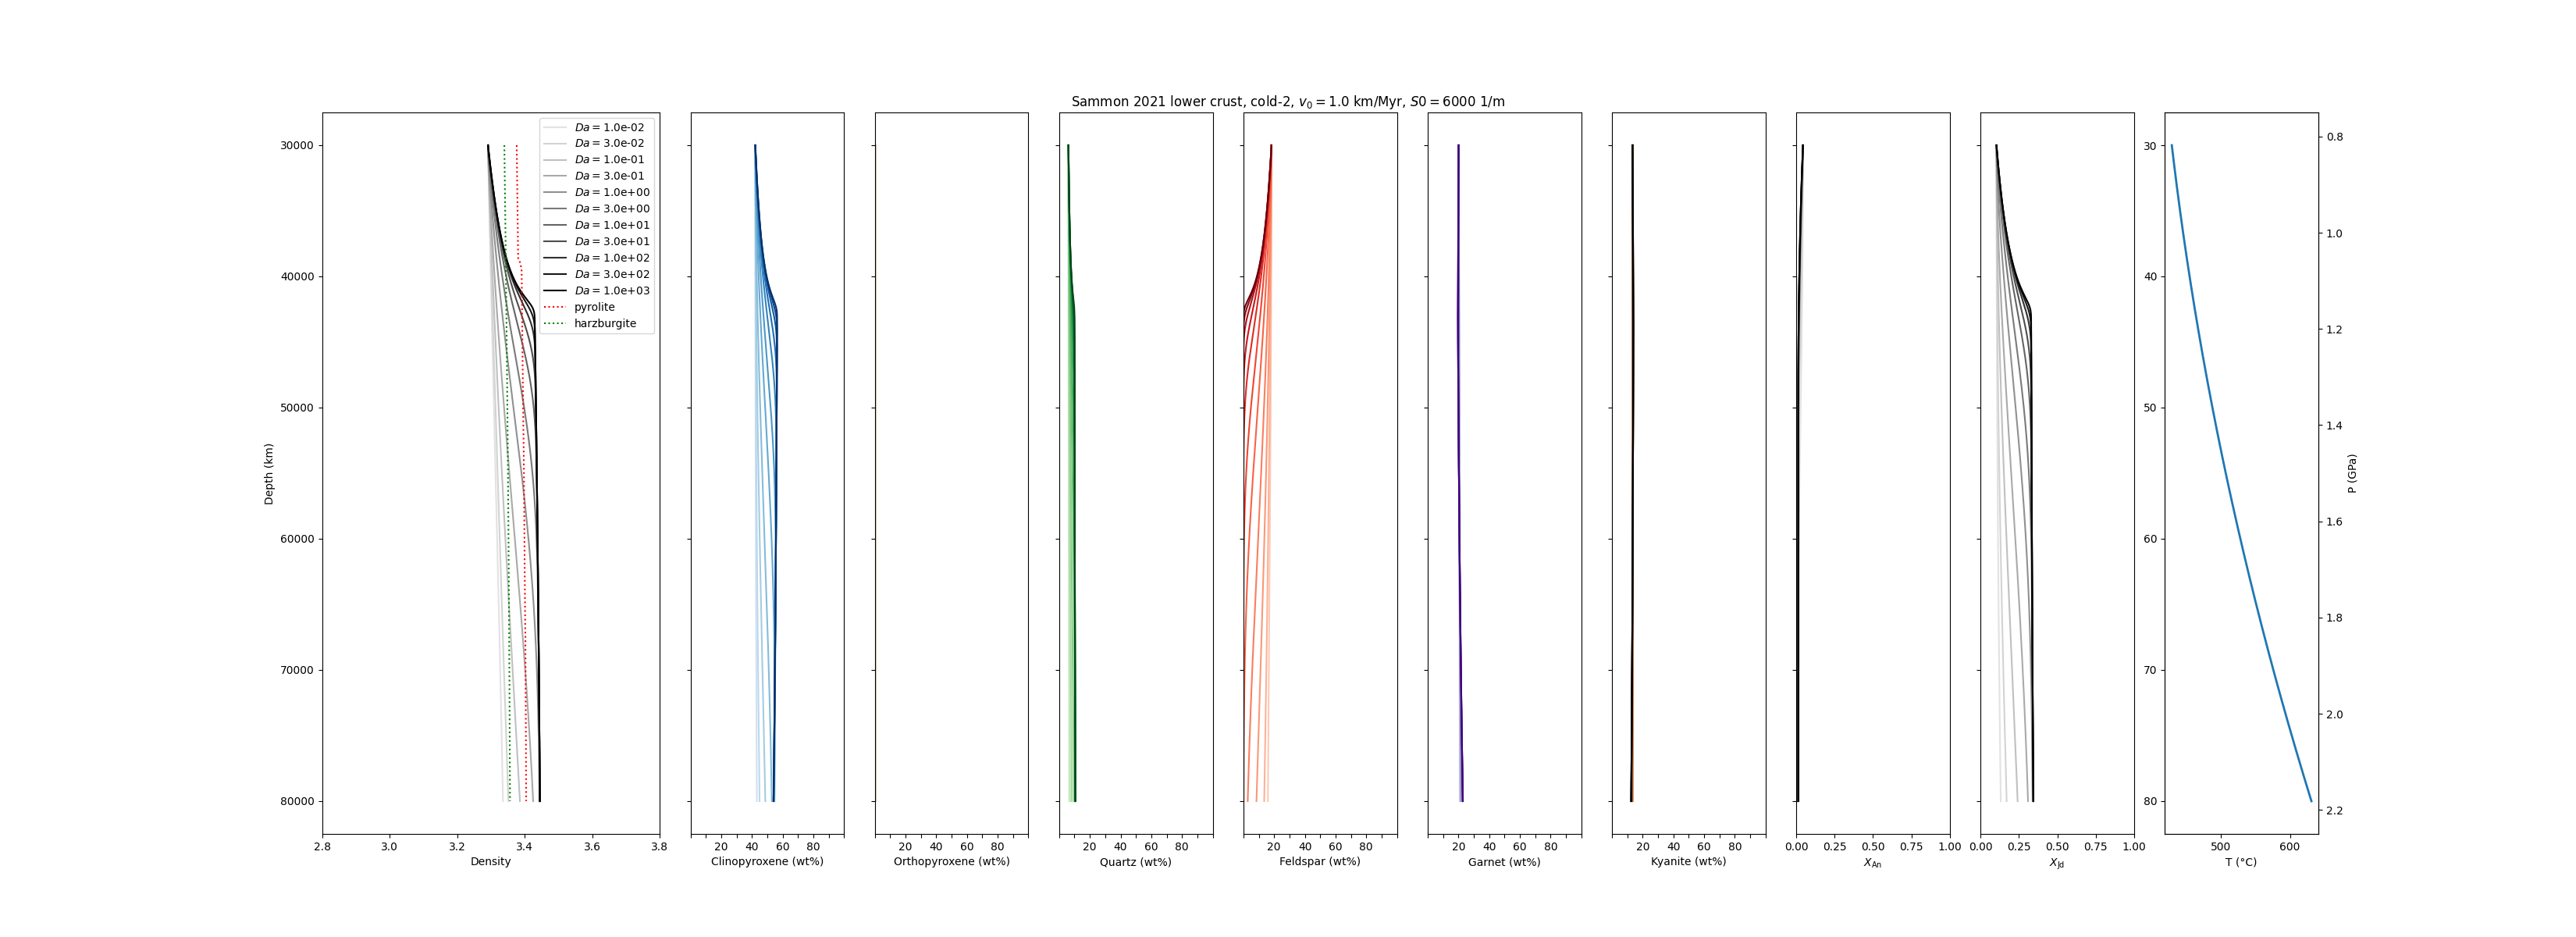 Sammon 2021 lower crust, cold-2, v₀ = 1.0 km/Myr, S0 = 6000 1/m
Da = 1.0e-02
Da = 3.0e-02
Da = 1.0e-01
Da = 3.0e-01
Da = 1.0e+00
Da = 3.0e+00
Da = 1.0e+01
Da = 3.0e+01
Da = 1.0e+02
Da = 3.0e+02
Da = 1.0e+03
pyrolite
harzburgite
Depth (km)
30000
40000
50000
60000
70000
80000
2.8 3.0 3.2 3.4 3.6 3.8
Density
20 40 60 80
Clinopyroxene (wt%)
20 40 60 80
Orthopyroxene (wt%)
20 40 60 80
Quartz (wt%)
20 40 60 80
Feldspar (wt%)
20 40 60 80
Garnet (wt%)
20 40 60 80
Kyanite (wt%)
0.00 0.25 0.50 0.75 1.00
X_An
0.00 0.25 0.50 0.75 1.00
X_Jd
30
40
50
60
70
80
500 600
T (°C)
0.8
1.0
1.2
1.4
1.6
1.8
2.0
2.2
P (GPa)